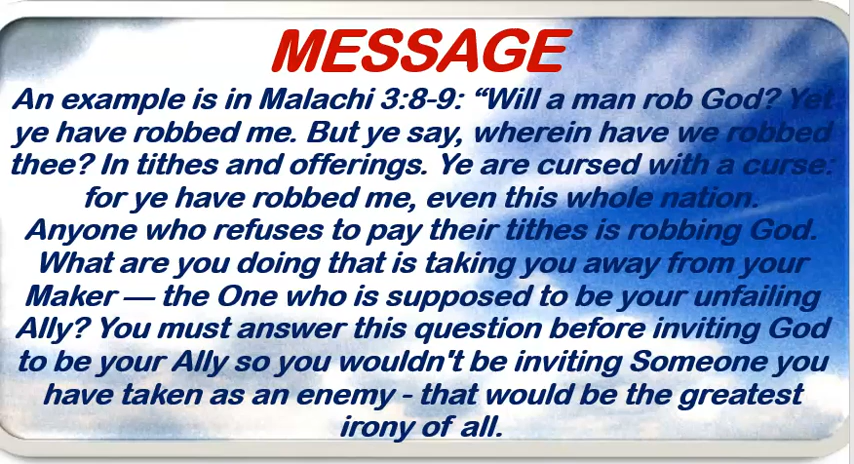 MESSAGE
An example is in Malachi 3:8-9: “Will a man rob God? Yet
ye have robbed me. But ye say, wherein have we robbed
thee? In tithes and offerings. Ye are cursed with a curse:
for ye have robbed me, even this whole nation.
Anyone who refuses to pay their tithes is robbing God.
What are you doing that is taking you away from your
Maker — the One who is supposed to be your unfailing
Ally? You must answer this question before inviting God
to be your Ally so you wouldn't be inviting Someone you
have taken as an enemy - that would be the greatest
irony of all.